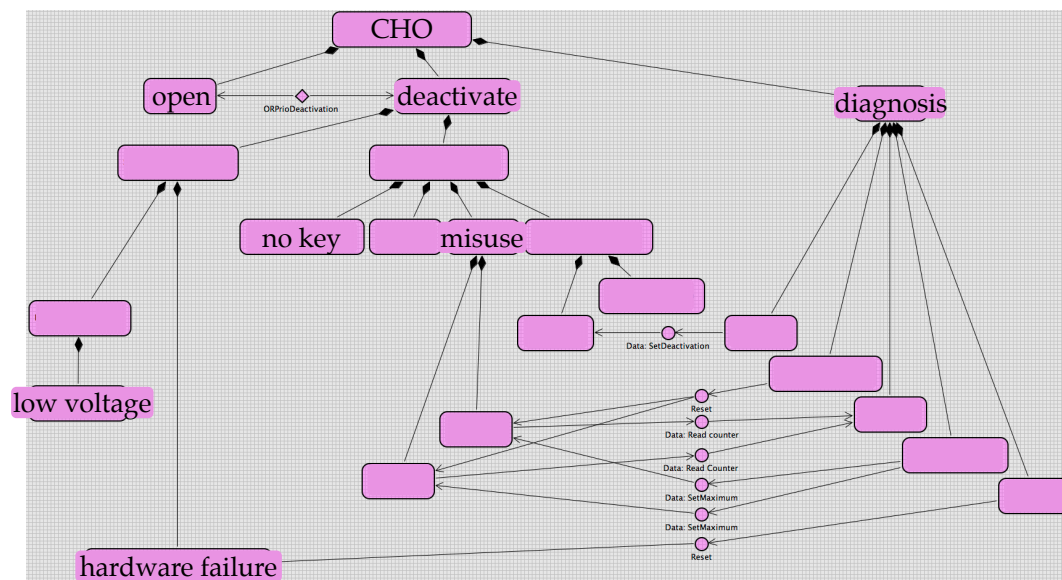 CHO
open
ORPrioDeactivation
deactivate
diagnosis
no key
misuse
Data: SetDeactivation
low voltage
Reset
Data: Read counter
Data: Read Counter
Data: SetMaximum
Data: SetMaximum
Reset
hardware failure